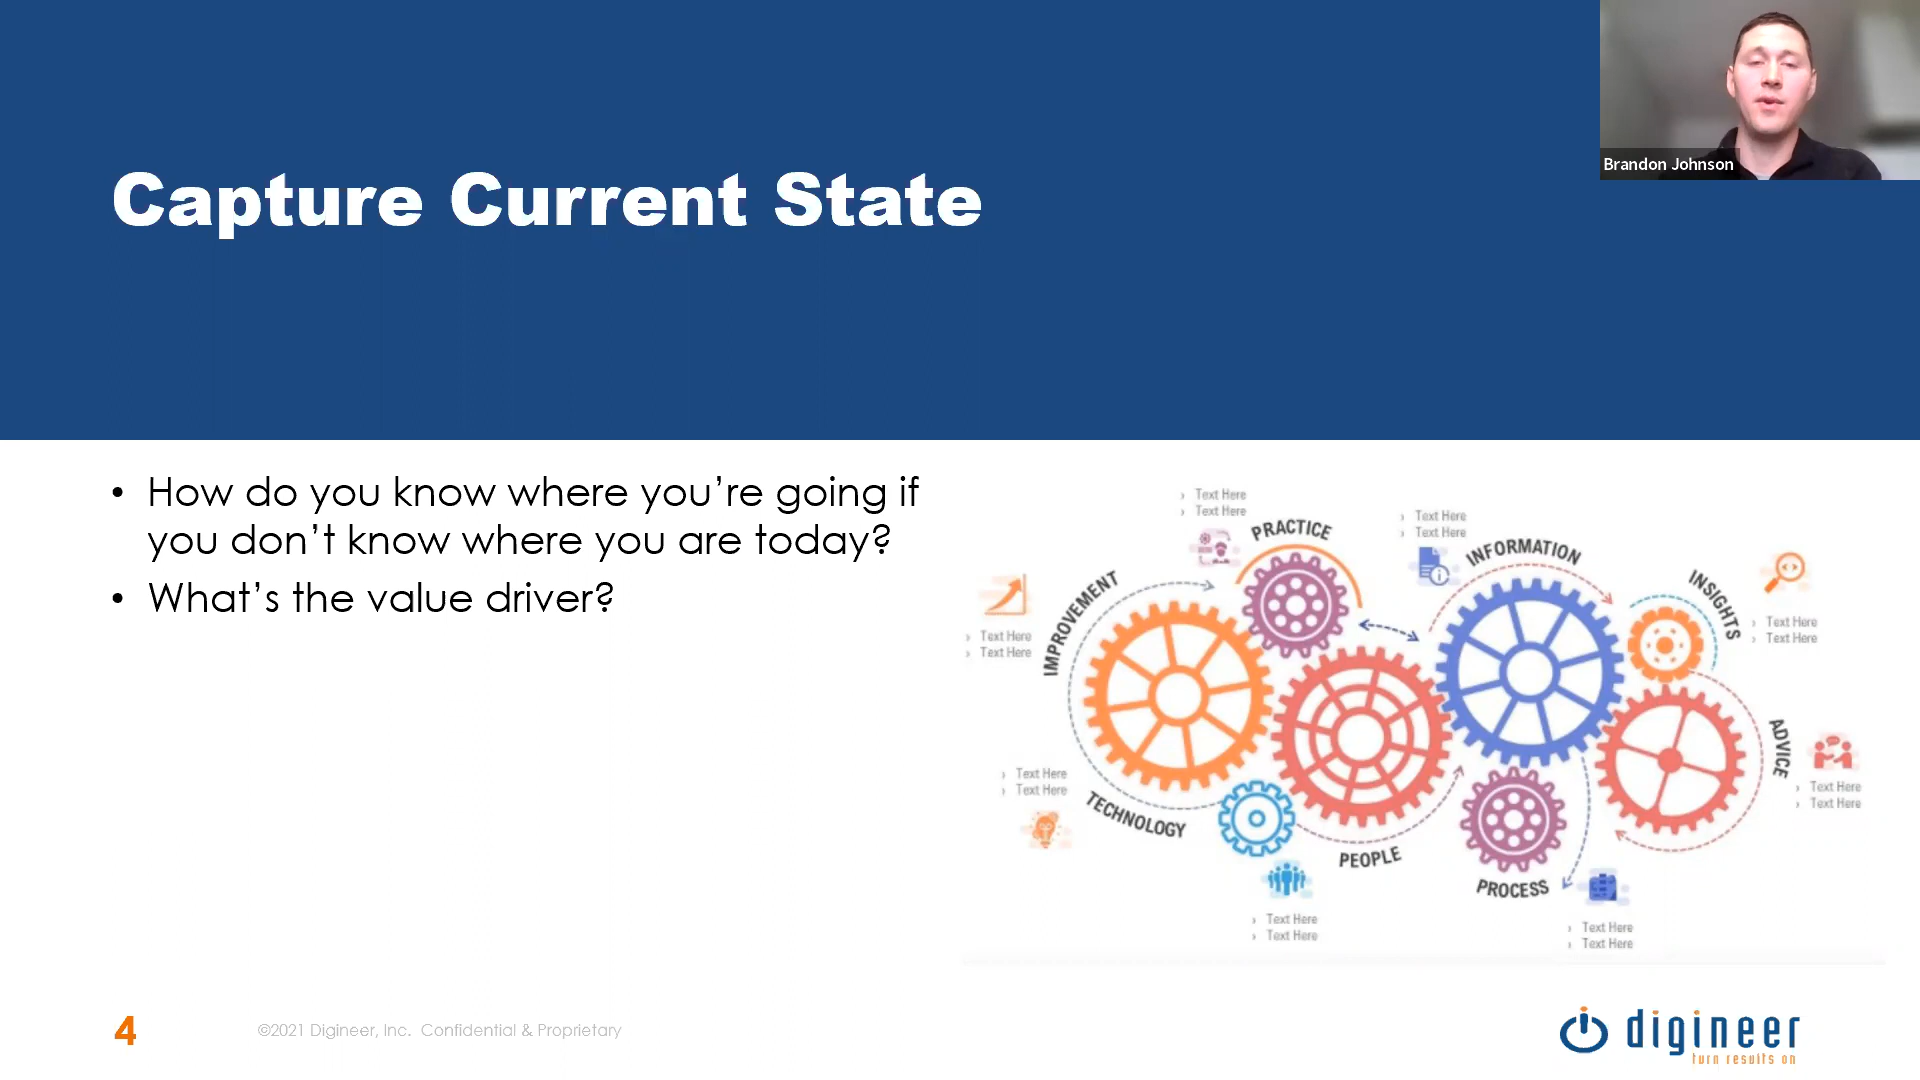 Brandon Johnson
Capture Current State
• How do you know where you’re going if
you don’t know where you are today?
• What’s the value driver?
› Text Here
› Text Here
PRACTICE
› Text Here
› Text Here
INFORMATION
INSIGHTS
› Text Here
› Text Here
IMPROVEMENT
› Text Here
› Text Here
ADVICE
› Text Here
› Text Here
› Text Here
› Text Here
TECHNOLOGY
PEOPLE
PROCESS
› Text Here
› Text Here
› Text Here
› Text Here
4
©2021 Digineer, Inc. Confidential & Proprietary
digineer
turn results on